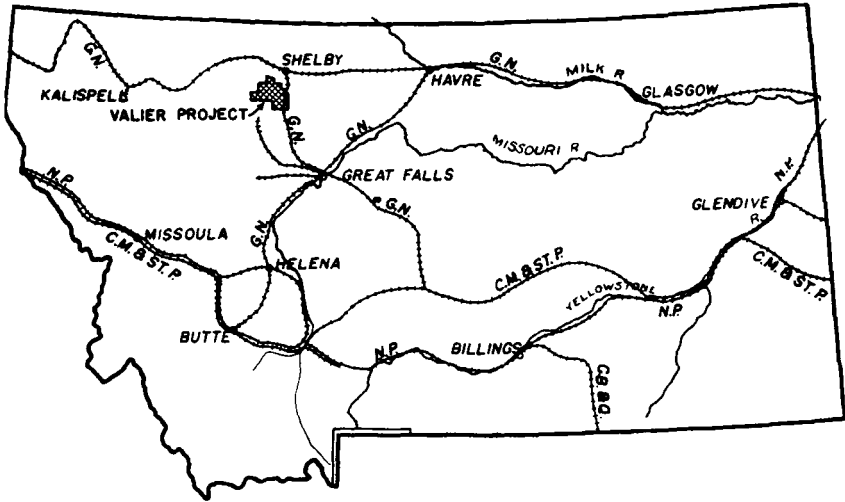 G.N.
SHELBY
G.N.
HAVRE
MILK R
KALISPELL
GLASGOW
VALIER PROJECT
G.N.
G.N.
MISSOURI R
N.P.
GREAT FALLS
N.P.
G.N.
GLENDIVE
R.
MISSOULA
G.N.
C.M.&ST.P.
HELENA
C.M.&ST.P.
C.M.&ST.P.
YELLOWSTONE
N.P.
BUTTE
N.P.
BILLINGS
C.B.&Q.